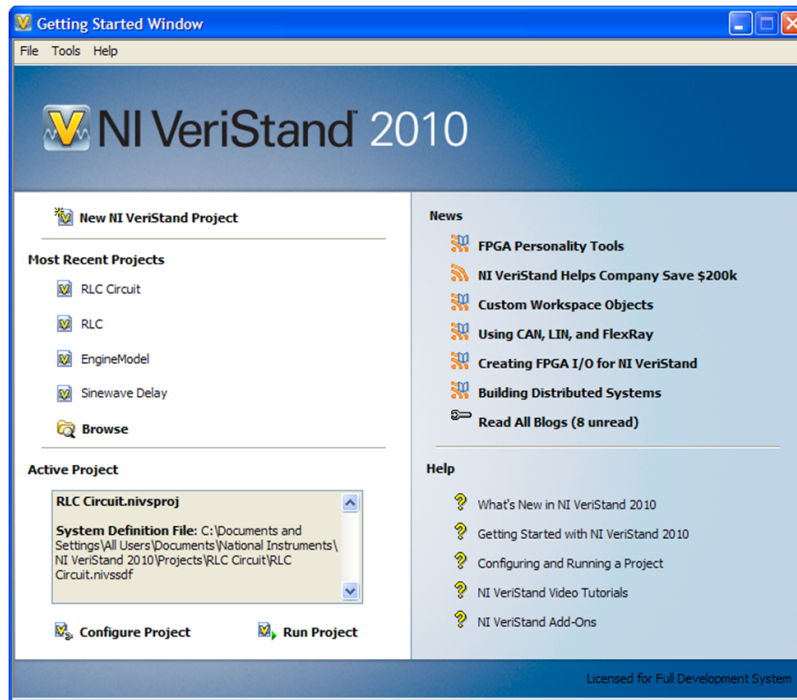 Getting Started Window
File Tools Help
NI VeriStand™ 2010
New NI VeriStand Project
Most Recent Projects
RLC Circuit
RLC
EngineModel
Sinewave Delay
Browse
Active Project
RLC Circuit.nivsproj
System Definition File: C:\Documents and
Settings\All Users\Documents\National Instruments\
NI VeriStand 2010\Projects\RLC Circuit\RLC
Circuit.nivssdf
Configure Project
Run Project
News
FPGA Personality Tools
NI VeriStand Helps Company Save $200k
Custom Workspace Objects
Using CAN, LIN, and FlexRay
Creating FPGA I/O for NI VeriStand
Building Distributed Systems
Read All Blogs (8 unread)
Help
What's New in NI VeriStand 2010
Getting Started with NI VeriStand 2010
Configuring and Running a Project
NI VeriStand Video Tutorials
NI VeriStand Add-Ons
Licensed for Full Development System